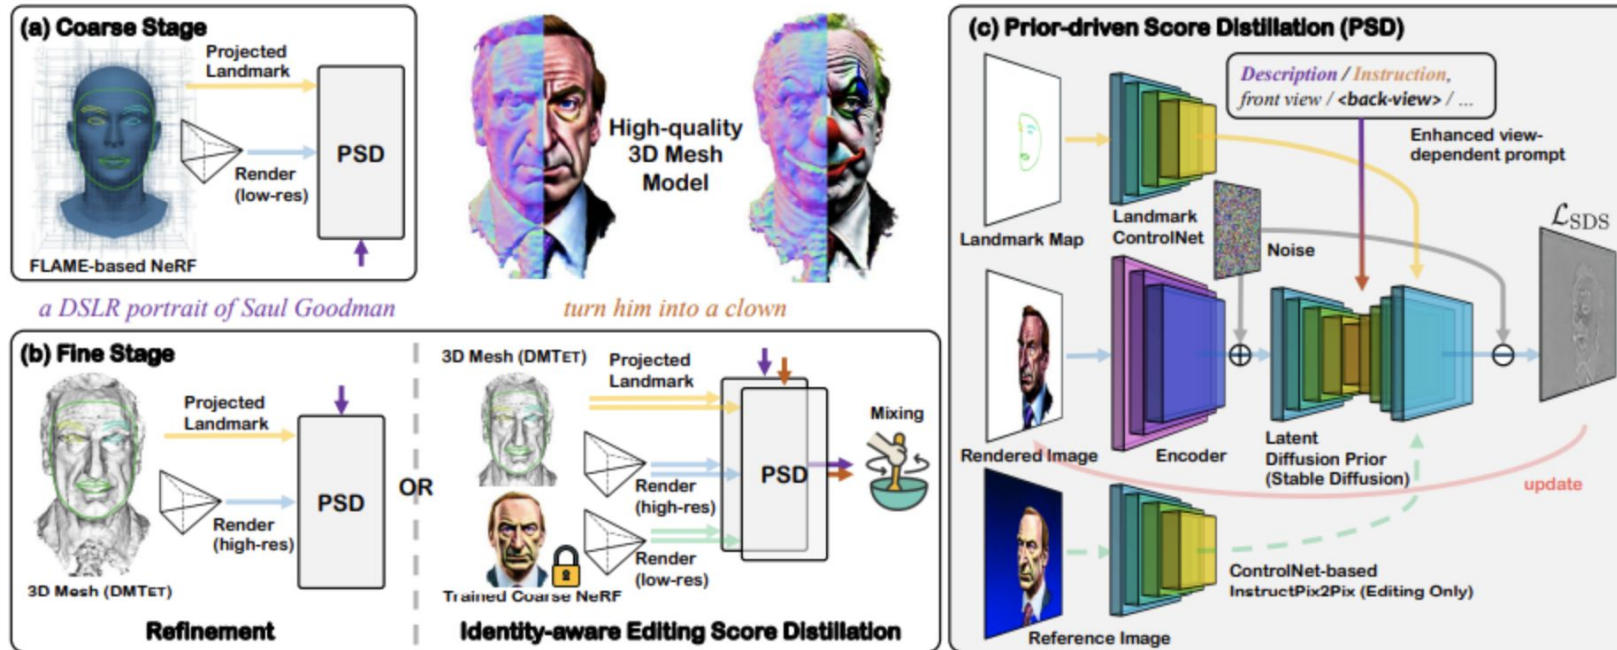 (a) Coarse Stage
Projected
Landmark
PSD
Render
(low-res)
FLAME-based NeRF
High-quality
3D Mesh
Model
a DSLR portrait of Saul Goodman
turn him into a clown
(b) Fine Stage
Projected
Landmark
PSD
Render
(high-res)
3D Mesh (DMTET)
Refinement
OR
3D Mesh (DMTET)
Projected
Landmark
Render
(high-res)
PSD
Mixing
Render
(low-res)
Trained Coarse NeRF
Identity-aware Editing Score Distillation
(c) Prior-driven Score Distillation (PSD)
Description / Instruction,
front view / <back-view> / ...
Enhanced view-
dependent prompt
Landmark Map
Landmark
ControlNet
Noise
ℒSDS
Rendered Image
Encoder
Latent
Diffusion Prior
(Stable Diffusion)
update
ControlNet-based
InstructPix2Pix (Editing Only)
Reference Image